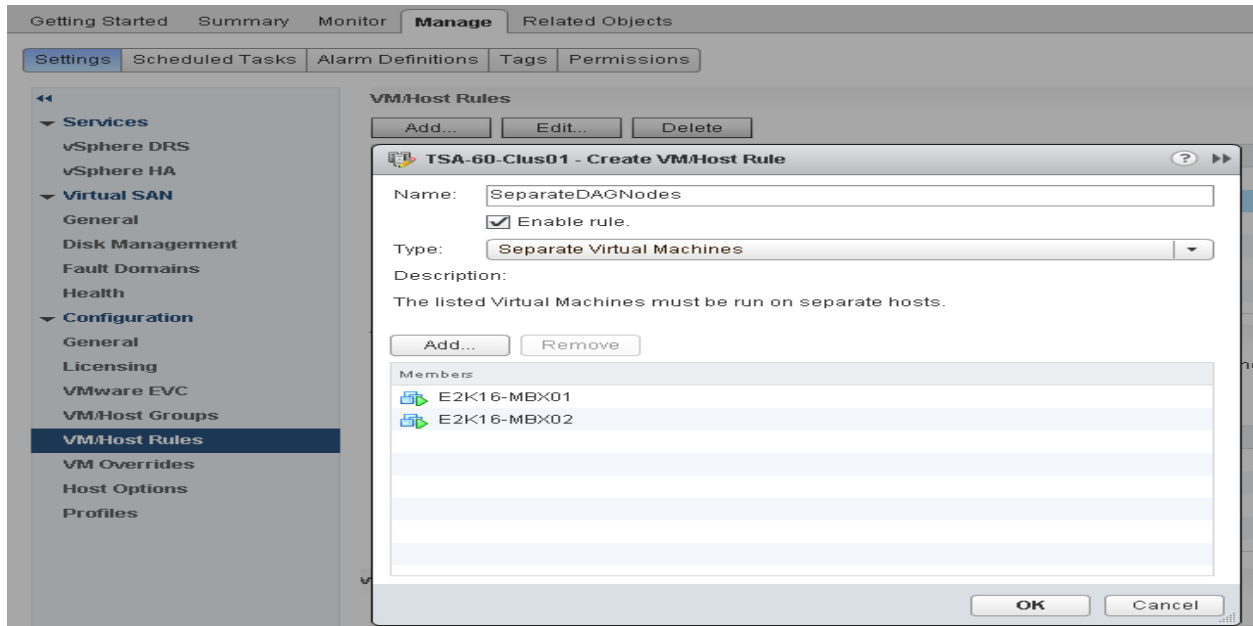 Getting Started Summary Monitor Manage Related Objects
Settings Scheduled Tasks Alarm Definitions Tags Permissions
Services
vSphere DRS
vSphere HA
Virtual SAN
General
Disk Management
Fault Domains
Health
Configuration
General
Licensing
VMware EVC
VM/Host Groups
VM/Host Rules
VM Overrides
Host Options
Profiles
VM/Host Rules
Add... Edit... Delete
TSA-60-Clus01 - Create VM/Host Rule ?
Name: SeparateDAGNodes
Enable rule.
Type: Separate Virtual Machines
Description:
The listed Virtual Machines must be run on separate hosts.
Add... Remove
Members
E2K16-MBX01
E2K16-MBX02
OK Cancel